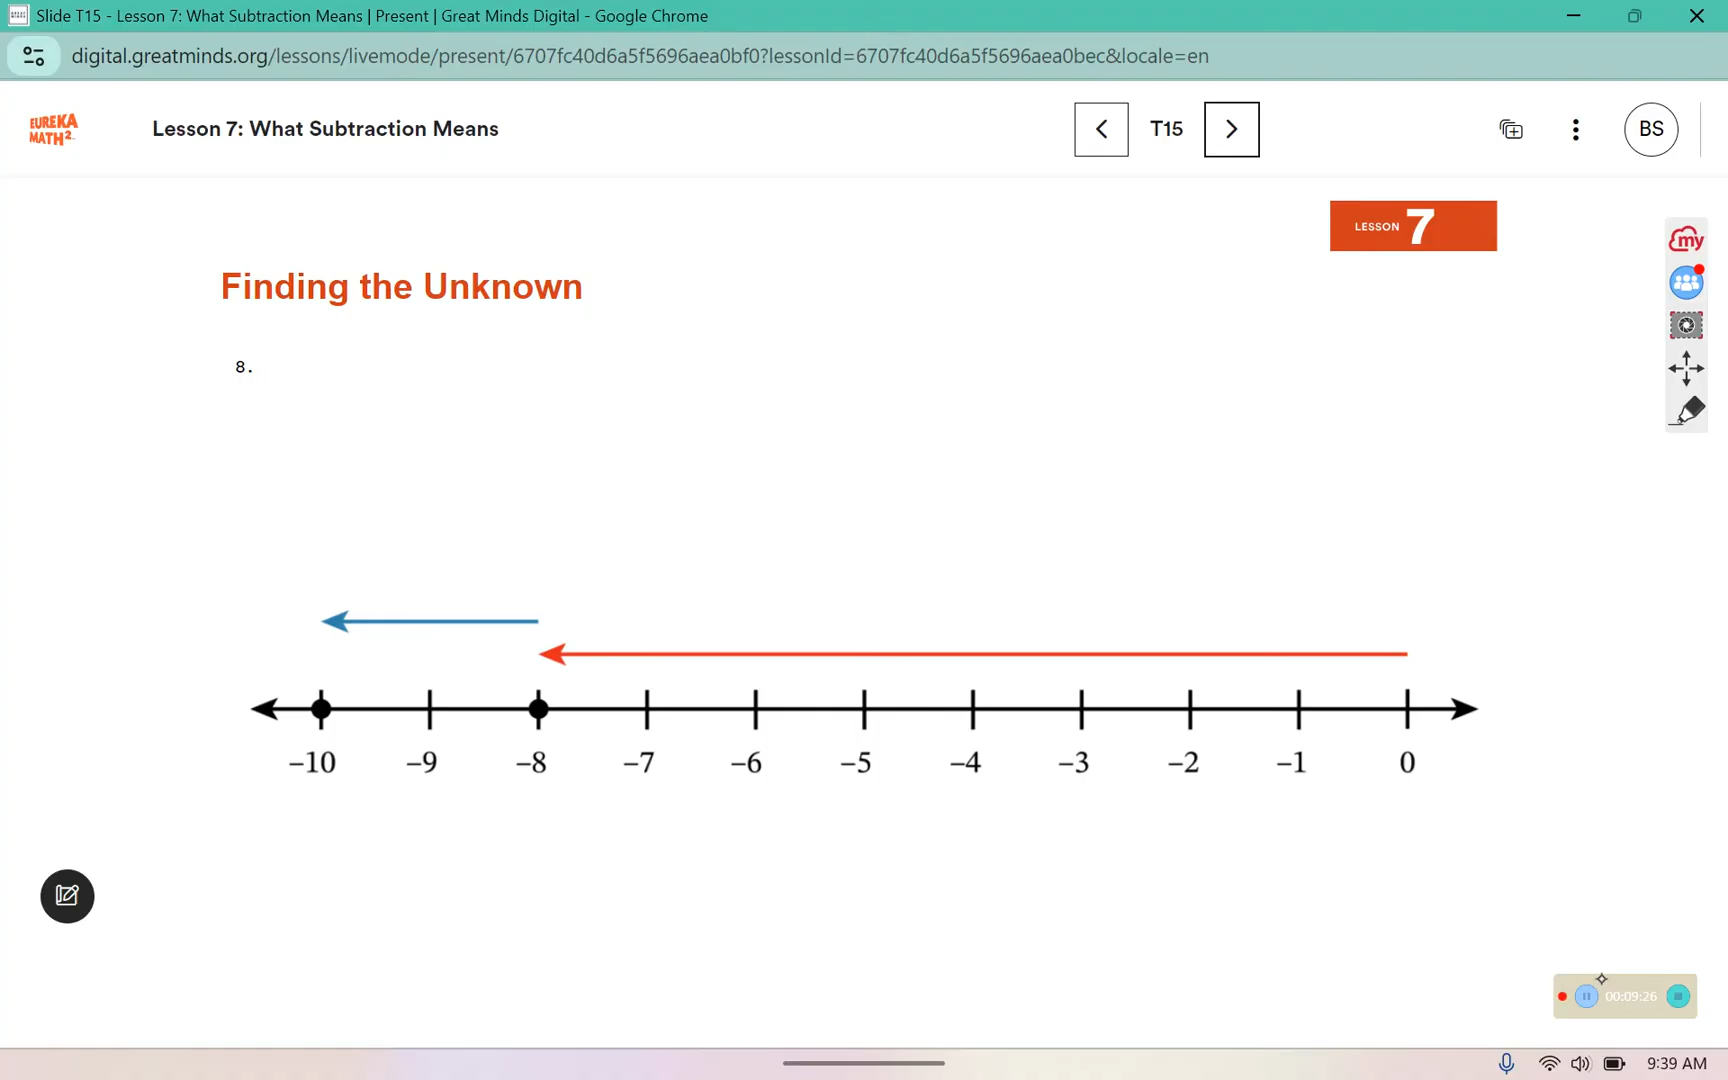 Slide T15 - Lesson 7: What Subtraction Means | Present | Great Minds Digital - Google Chrome
digital.greatminds.org/lessons/livemode/present/6707fc40d6a5f5696aea0bf0?lessonId=6707fc40d6a5f5696aea0bec&locale=en
EUREKA
MATH2
Lesson 7: What Subtraction Means
T15
BS
LESSON 7
my
Finding the Unknown
8.
–10 –9 –8 –7 –6 –5 –4 –3 –2 –1 0
00:09:26
9:39 AM